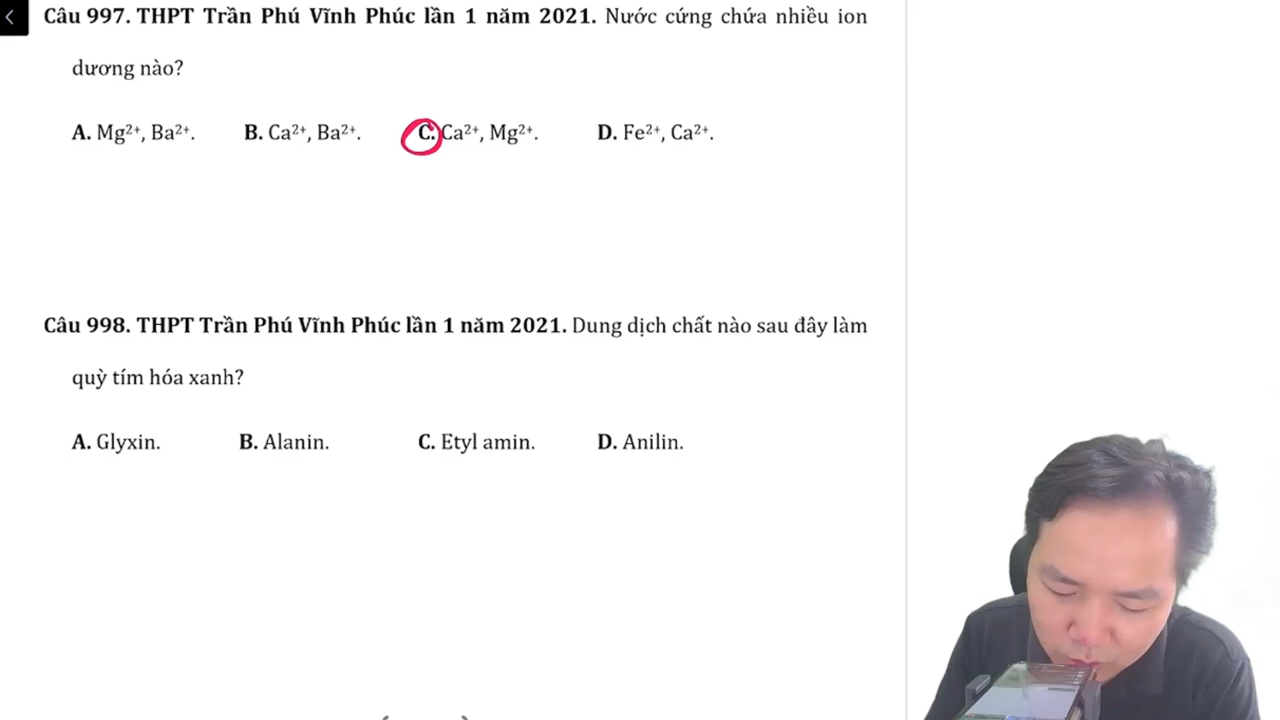 Câu 997. THPT Trần Phú Vĩnh Phúc lần 1 năm 2021. Nước cứng chứa nhiều ion
dương nào?
A. Mg²⁺, Ba²⁺. B. Ca²⁺, Ba²⁺. C. Ca²⁺, Mg²⁺. D. Fe²⁺, Ca²⁺.
Câu 998. THPT Trần Phú Vĩnh Phúc lần 1 năm 2021. Dung dịch chất nào sau đây làm
quỳ tím hóa xanh?
A. Glyxin. B. Alanin. C. Etyl amin. D. Anilin.